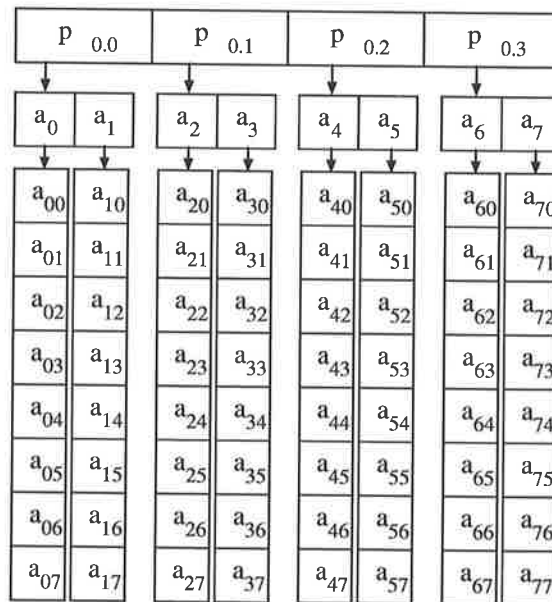 p 0.0 p 0.1 p 0.2 p 0.3
a0 a1 a2 a3 a4 a5 a6 a7
a00 a10 a20 a30 a40 a50 a60 a70
a01 a11 a21 a31 a41 a51 a61 a71
a02 a12 a22 a32 a42 a52 a62 a72
a03 a13 a23 a33 a43 a53 a63 a73
a04 a14 a24 a34 a44 a54 a64 a74
a05 a15 a25 a35 a45 a55 a65 a75
a06 a16 a26 a36 a46 a56 a66 a76
a07 a17 a27 a37 a47 a57 a67 a77